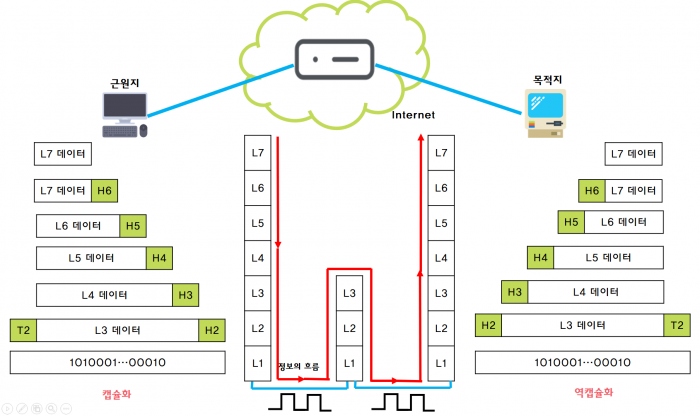 근원지
목적지
Internet
L7 데이터
L7 데이터 H6
L6 데이터 H5
L5 데이터 H4
L4 데이터 H3
T2 L3 데이터 H2
1010001⋯00010
캡슐화
L7
L6
L5
L4
L3
L2
L1
정보의 흐름
L3
L2
L1
L7
L6
L5
L4
L3
L2
L1
L7 데이터
H6 L7 데이터
H5 L6 데이터
H4 L5 데이터
H3 L4 데이터
H2 L3 데이터 T2
1010001⋯00010
역캡슐화